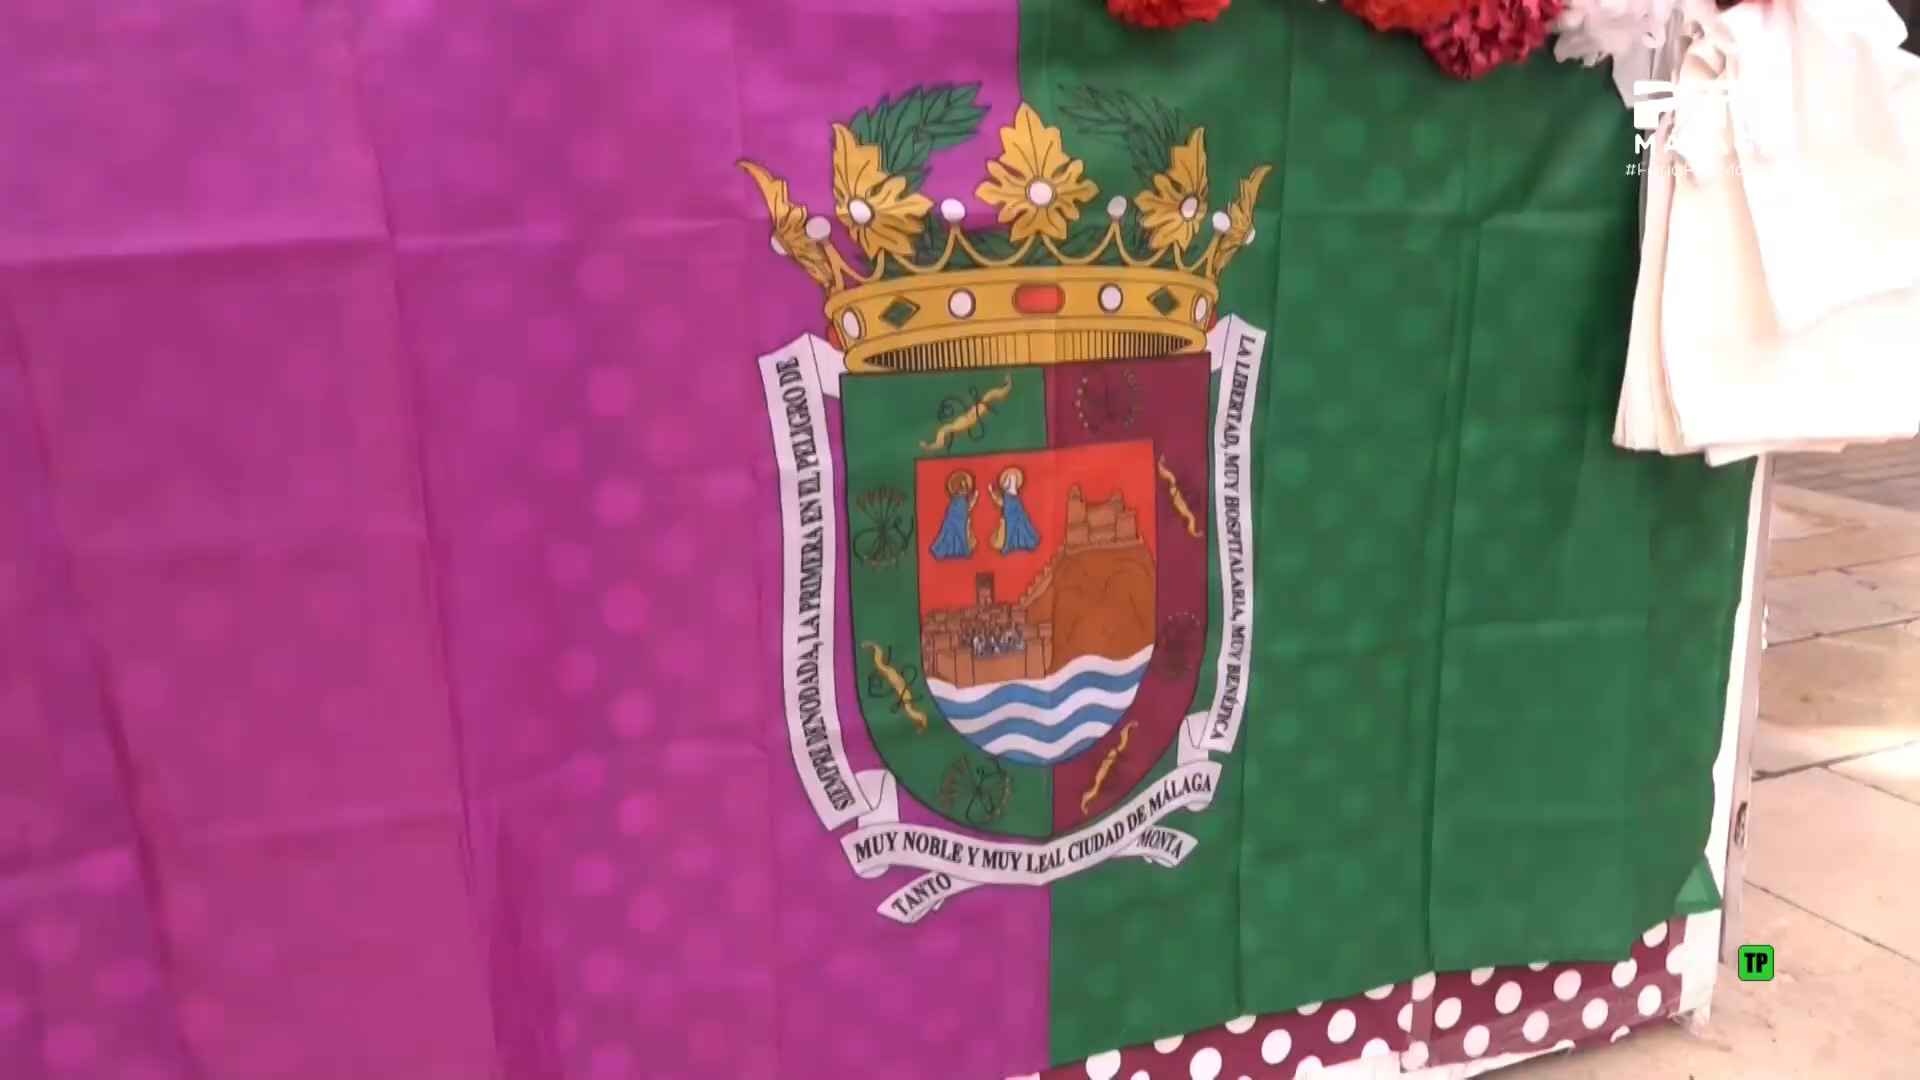 SIEMPRE DENODADA, LA PRIMERA EN EL PELIGRO DE
LA LIBERTAD, MUY HOSPITALARIA, MUY BENÉFICA
MUY NOBLE Y MUY LEAL CIUDAD DE MÁLAGA
TANTO
MONTA
TP